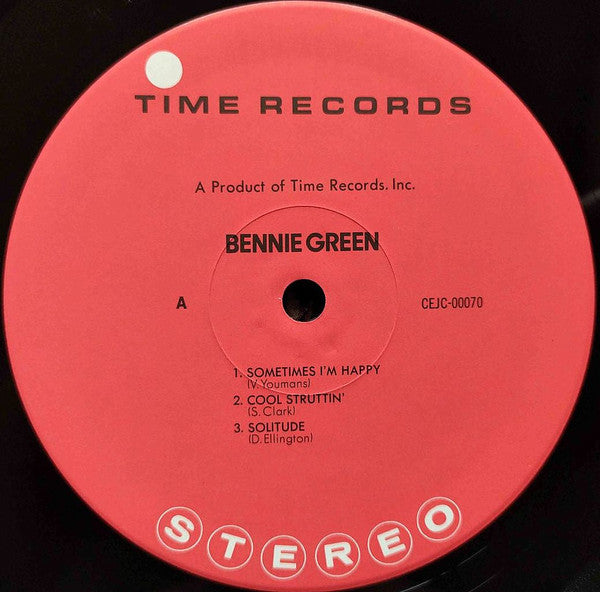 TIME RECORDS
A Product of Time Records. Inc.
BENNIE GREEN
A
CEJC-00070
1. SOMETIMES I'M HAPPY
(V. Youmans)
2. COOL STRUTTIN'
(S. Clark)
3. SOLITUDE
(D. Ellington)
STEREO